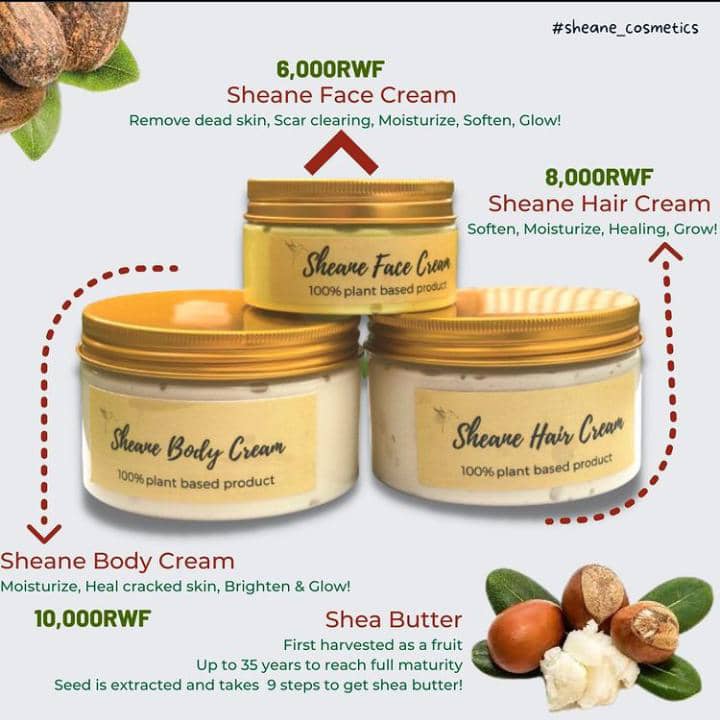 #sheane_cosmetics
6,000RWF
Sheane Face Cream
Remove dead skin, Scar clearing, Moisturize, Soften, Glow!
8,000RWF
Sheane Hair Cream
Soften, Moisturize, Healing, Grow!
Sheane Face Cream
100% plant based product
Sheane Body Cream
100% plant based product
Sheane Hair Cream
100% plant based product
Sheane Body Cream
Moisturize, Heal cracked skin, Brighten & Glow!
10,000RWF
Shea Butter
First harvested as a fruit
Up to 35 years to reach full maturity
Seed is extracted and takes 9 steps to get shea butter!